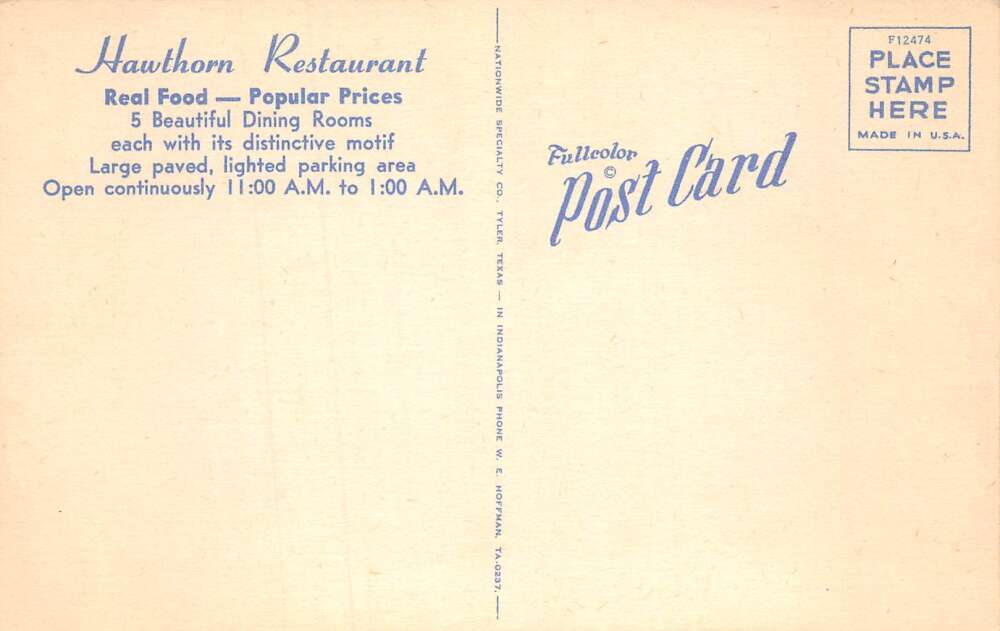 Hawthorn Restaurant
Real Food — Popular Prices
5 Beautiful Dining Rooms
each with its distinctive motif
Large paved, lighted parking area
Open continuously 11:00 A.M. to 1:00 A.M.
NATIONWIDE SPECIALTY CO., TYLER, TEXAS — IN INDIANAPOLIS PHONE W. E. HOFFMAN, TA-0237.
Fullcolor
©
Post Card
F12474
PLACE
STAMP
HERE
MADE IN U.S.A.